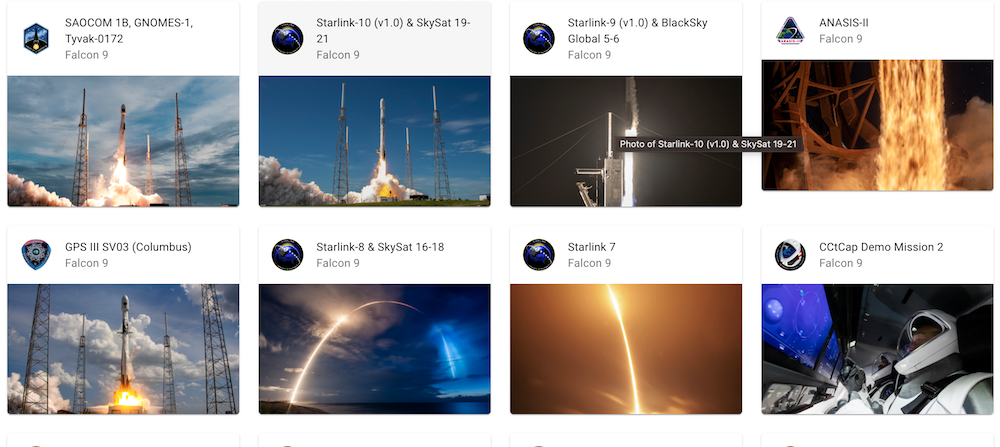 SAOCOM 1B, GNOMES-1,
Tyvak-0172
Falcon 9
Starlink-10 (v1.0) & SkySat 19-
21
Falcon 9
Starlink-9 (v1.0) & BlackSky
Global 5-6
Falcon 9
ANASIS-II
Falcon 9
Photo of Starlink-10 (v1.0) & SkySat 19-21
GPS III SV03 (Columbus)
Falcon 9
Starlink-8 & SkySat 16-18
Falcon 9
Starlink 7
Falcon 9
CCtCap Demo Mission 2
Falcon 9